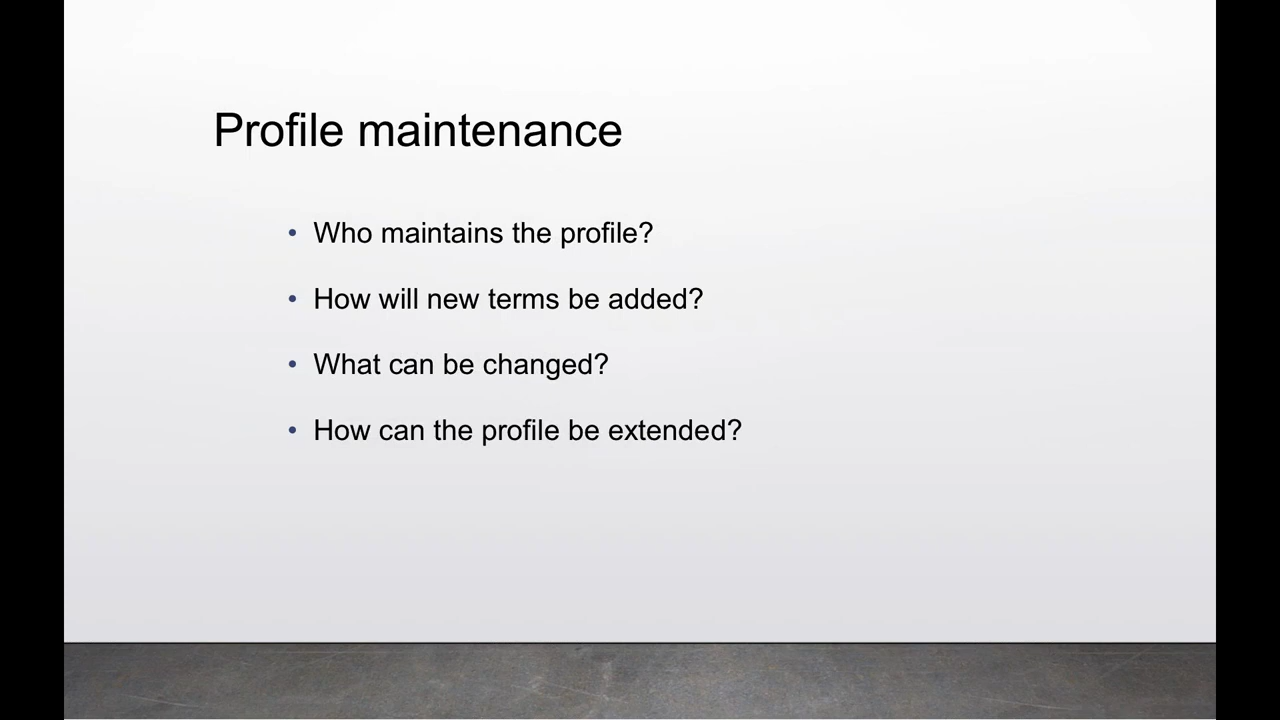 Profile maintenance
• Who maintains the profile?
• How will new terms be added?
• What can be changed?
• How can the profile be extended?